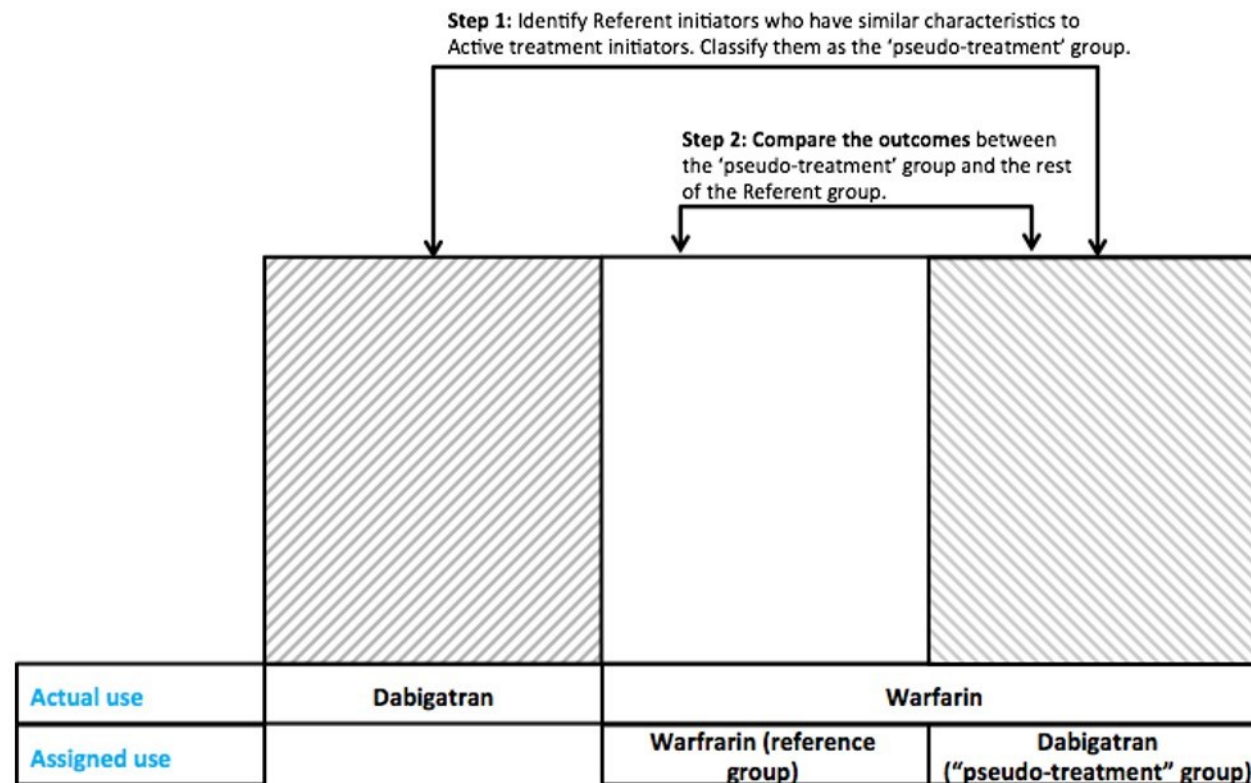 Step 1: Identify Referent initiators who have similar characteristics to
Active treatment initiators. Classify them as the ‘pseudo-treatment’ group.
Step 2: Compare the outcomes between
the ‘pseudo-treatment’ group and the rest
of the Referent group.
Actual use
Dabigatran
Warfarin
Assigned use
Warfrarin (reference
group)
Dabigatran
(“pseudo-treatment” group)